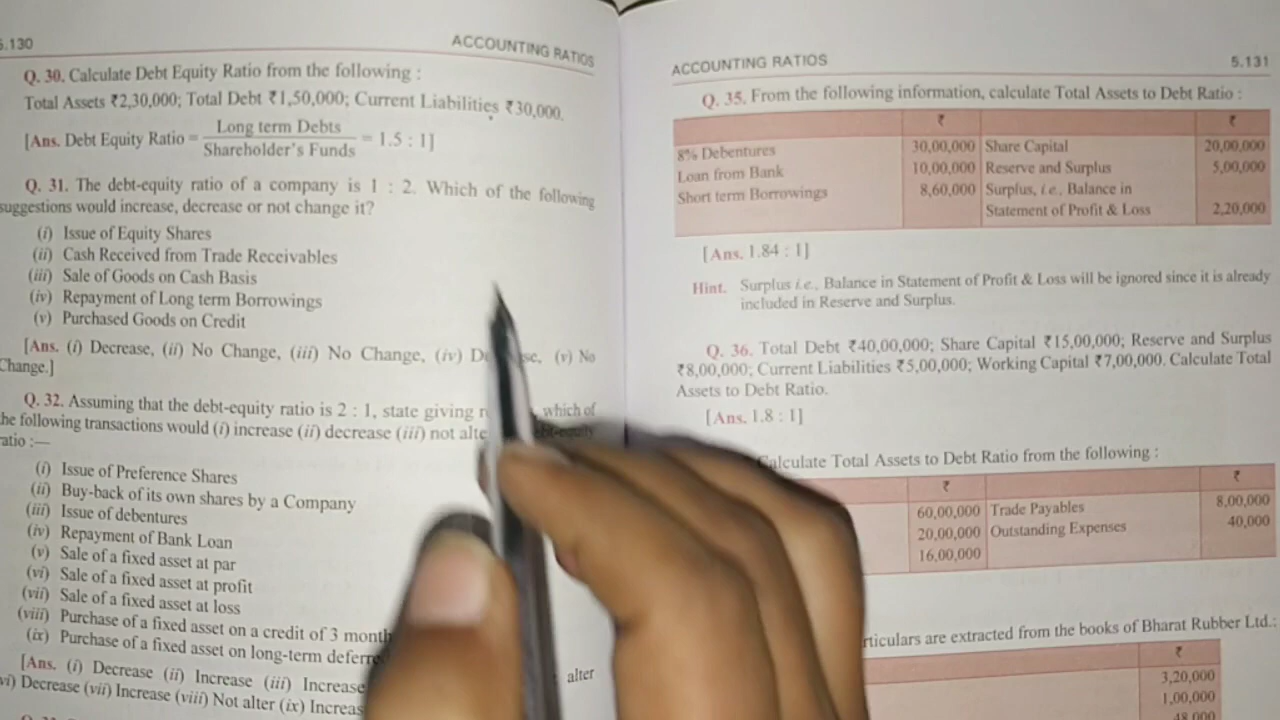 5.130
ACCOUNTING RATIOS
Q. 30. Calculate Debt Equity Ratio from the following :
Total Assets ₹2,30,000; Total Debt ₹1,50,000; Current Liabilities ₹30,000.
[Ans. Debt Equity Ratio = Long term Debts / Shareholder's Funds = 1.5 : 1]
Q. 31. The debt-equity ratio of a company is 1 : 2. Which of the following
suggestions would increase, decrease or not change it?
(i) Issue of Equity Shares
(ii) Cash Received from Trade Receivables
(iii) Sale of Goods on Cash Basis
(iv) Repayment of Long term Borrowings
(v) Purchased Goods on Credit
[Ans. (i) Decrease, (ii) No Change, (iii) No Change, (iv) (v) No
Change.]
Q. 32. Assuming that the debt-equity ratio is 2 : 1, state giving which of
the following transactions would (i) increase (ii) decrease (iii) not
ratio :—
(i) Issue of Preference Shares
(ii) Buy-back of its own shares by a Company
(iii) Issue of debentures
(iv) Repayment of Bank Loan
(v) Sale of a fixed asset at par
(vi) Sale of a fixed asset at profit
(vii) Sale of a fixed asset at loss
(viii) Purchase of a fixed asset on a credit of 3
(ix) Purchase of a fixed asset on long-term
[Ans. (i) Decrease (ii) Increase (iii) Increase alter
vi) Decrease (vii) Increase (viii) Not alter (ix)
ACCOUNTING RATIOS
5.131
Q. 35. From the following information, calculate Total Assets to Debt Ratio :
₹ ₹
8% Debentures 30,00,000 Share Capital 20,00,000
Loan from Bank 10,00,000 Reserve and Surplus 5,00,000
Short term Borrowings 8,60,000 Surplus, i.e., Balance in
Statement of Profit & Loss 2,20,000
[Ans. 1.84 : 1]
Hint. Surplus i.e., Balance in Statement of Profit & Loss will be ignored since it is already
included in Reserve and Surplus.
Q. 36. Total Debt ₹40,00,000; Share Capital ₹15,00,000; Reserve and Surplus
₹8,00,000; Current Liabilities ₹5,00,000; Working Capital ₹7,00,000. Calculate Total
Assets to Debt Ratio.
[Ans. 1.8 : 1]
Calculate Total Assets to Debt Ratio from the following :
₹ ₹
60,00,000 Trade Payables 8,00,000
20,00,000 Outstanding Expenses 40,000
16,00,000
are extracted from the books of Bharat Rubber Ltd.:
₹
3,20,000
1,00,000
48,000